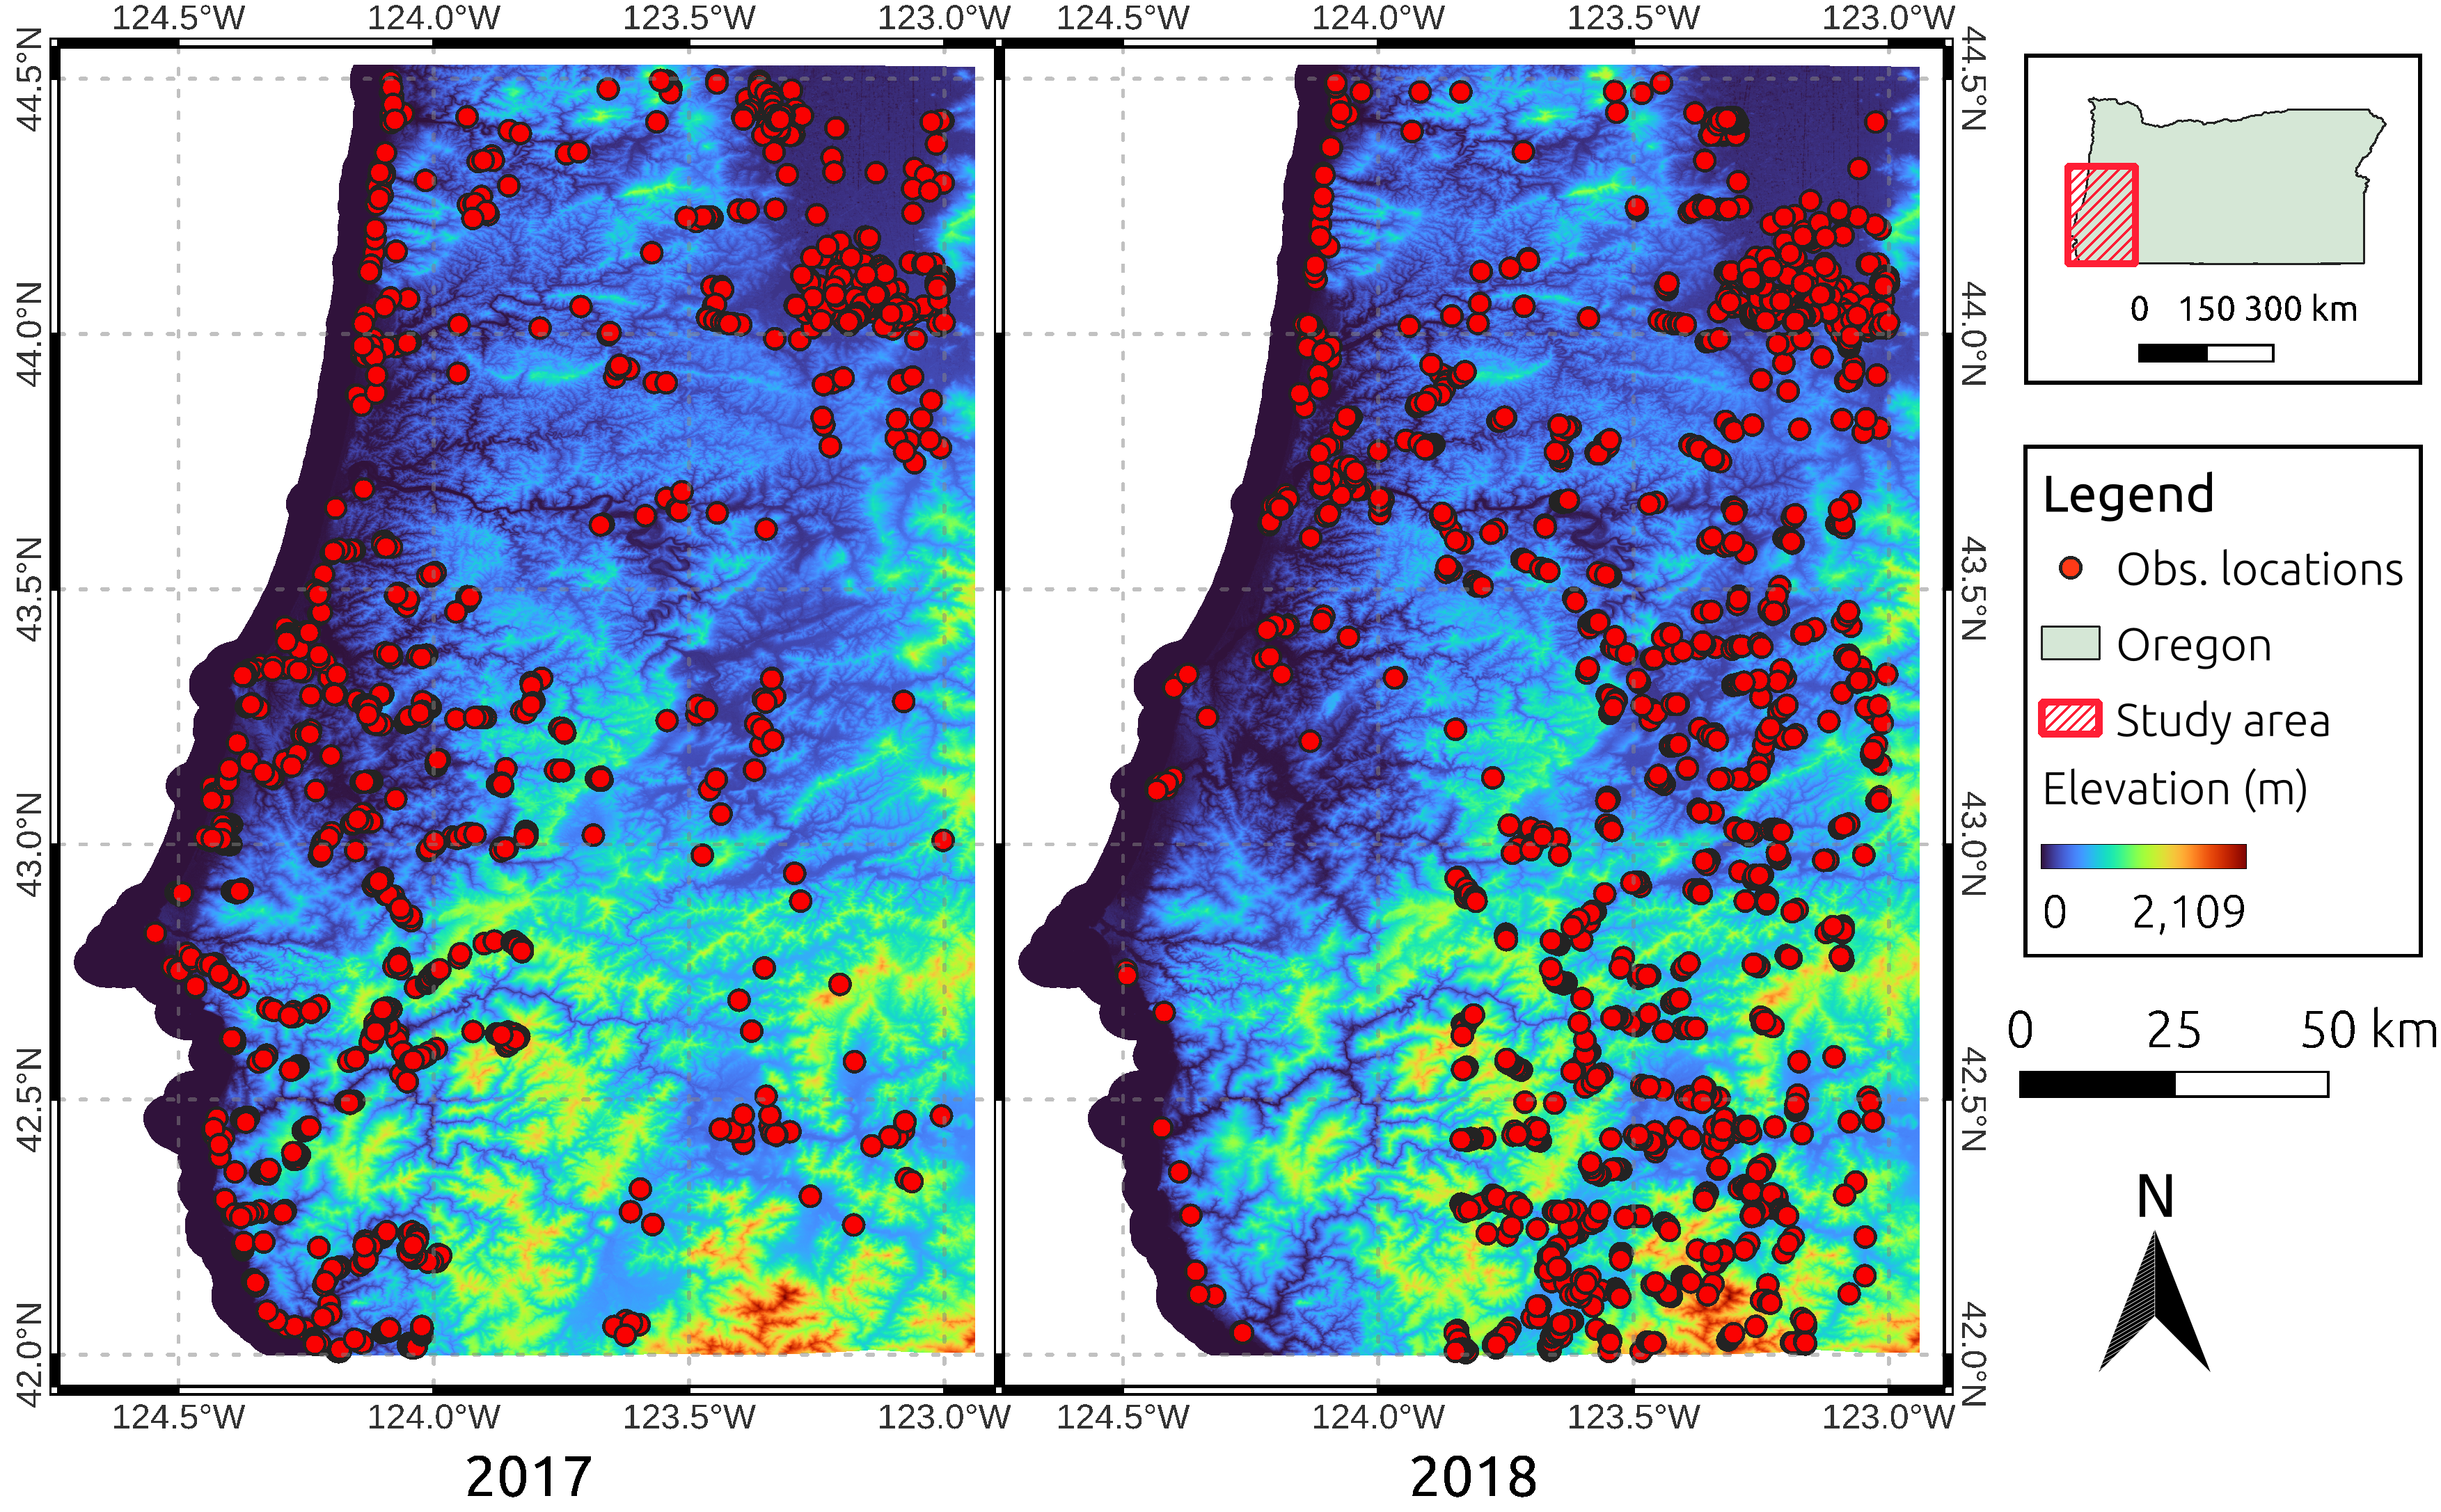 124.5°W 124.0°W 123.5°W 123.0°W 124.5°W 124.0°W 123.5°W 123.0°W
44.5°N 44.5°N
44.0°N 44.0°N
43.5°N 43.5°N
43.0°N 43.0°N
42.5°N 42.5°N
42.0°N 42.0°N
124.5°W 124.0°W 123.5°W 123.0°W 124.5°W 124.0°W 123.5°W 123.0°W
2017 2018
0 150 300 km
Legend
Obs. locations
Oregon
Study area
Elevation (m)
0 2,109
0 25 50 km
N